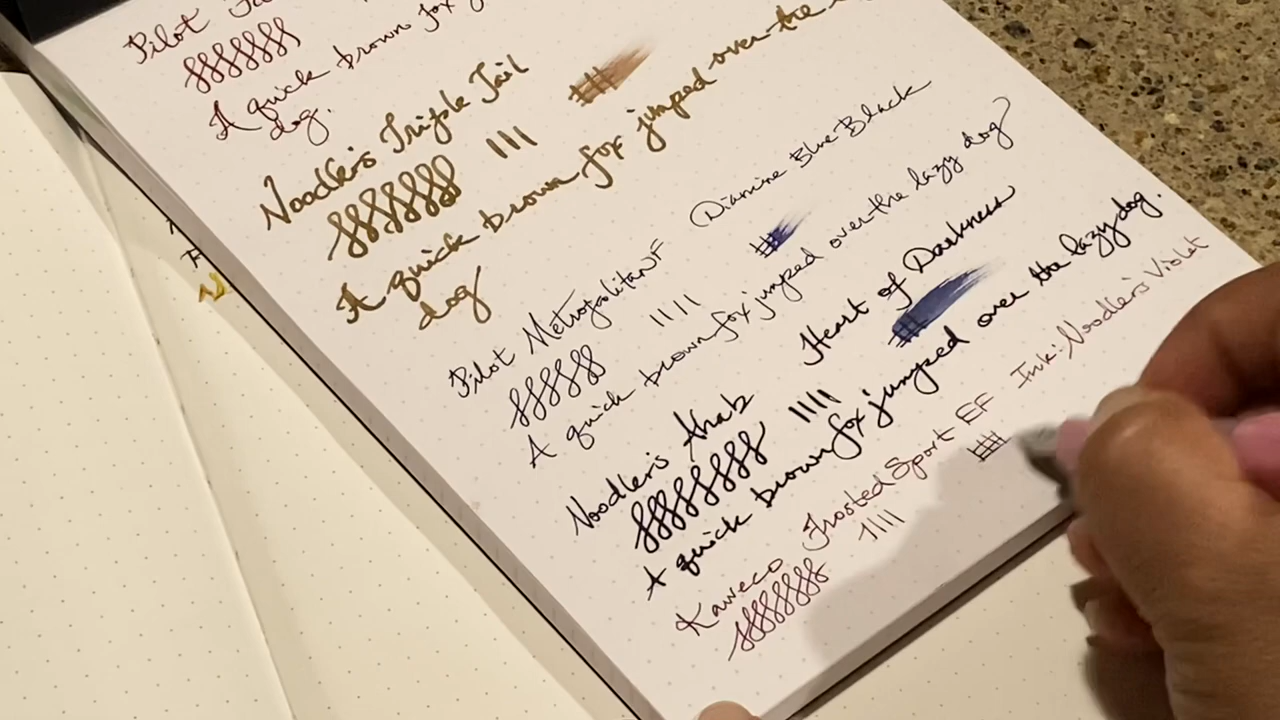 Pilot
A quick brown fox
dog.
Noodler's Triple Tail
A quick brown fox jumped over the
dog
Pilot Metropolitan F Diamine Blue-Black
A quick brown fox jumped over the lazy dog
Noodler's Ahab Heart of Darkness
A quick brown fox jumped over the lazy dog.
Kaweco Frosted Sport EF Ink: Noodler's Violet